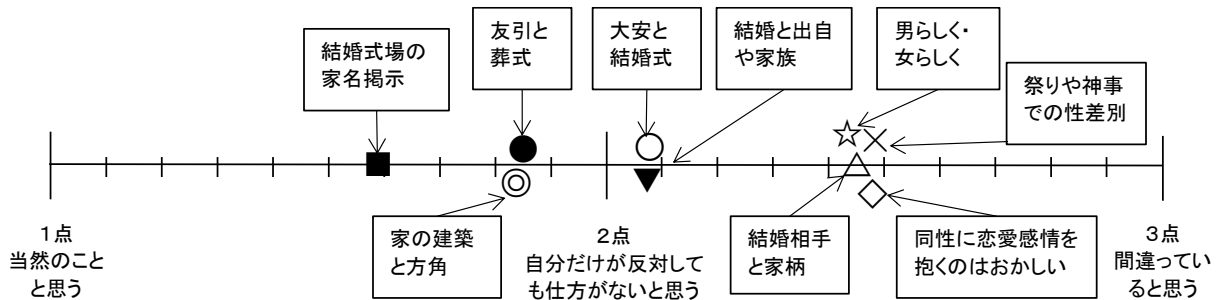 結婚式場の
家名掲示
友引と
葬式
大安と
結婚式
結婚と出自
や家族
男らしく・
女らしく
祭りや神事
での性差別
家の建築
と方角
結婚相手
と家柄
同性に恋愛感情を
抱くのはおかしい
1点
当然のこと
と思う
2点
自分だけが反対して
も仕方がないと思う
3点
間違ってい
ると思う